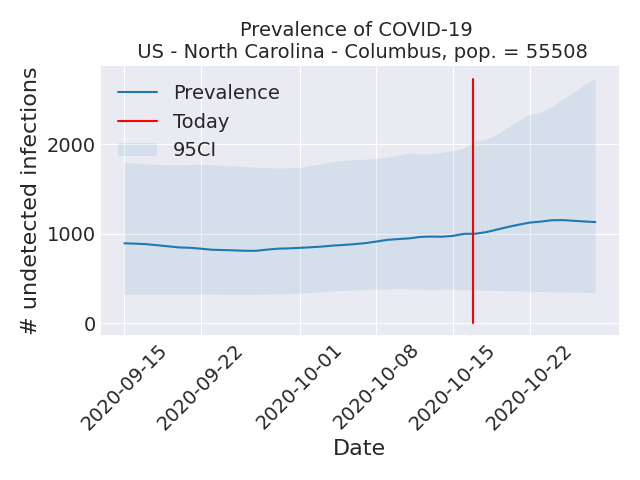 Prevalence of COVID-19
US - North Carolina - Columbus, pop. = 55508
Prevalence
Today
95CI
# undetected infections
2000
1000
0
2020-09-15
2020-09-22
2020-10-01
2020-10-08
2020-10-15
2020-10-22
Date